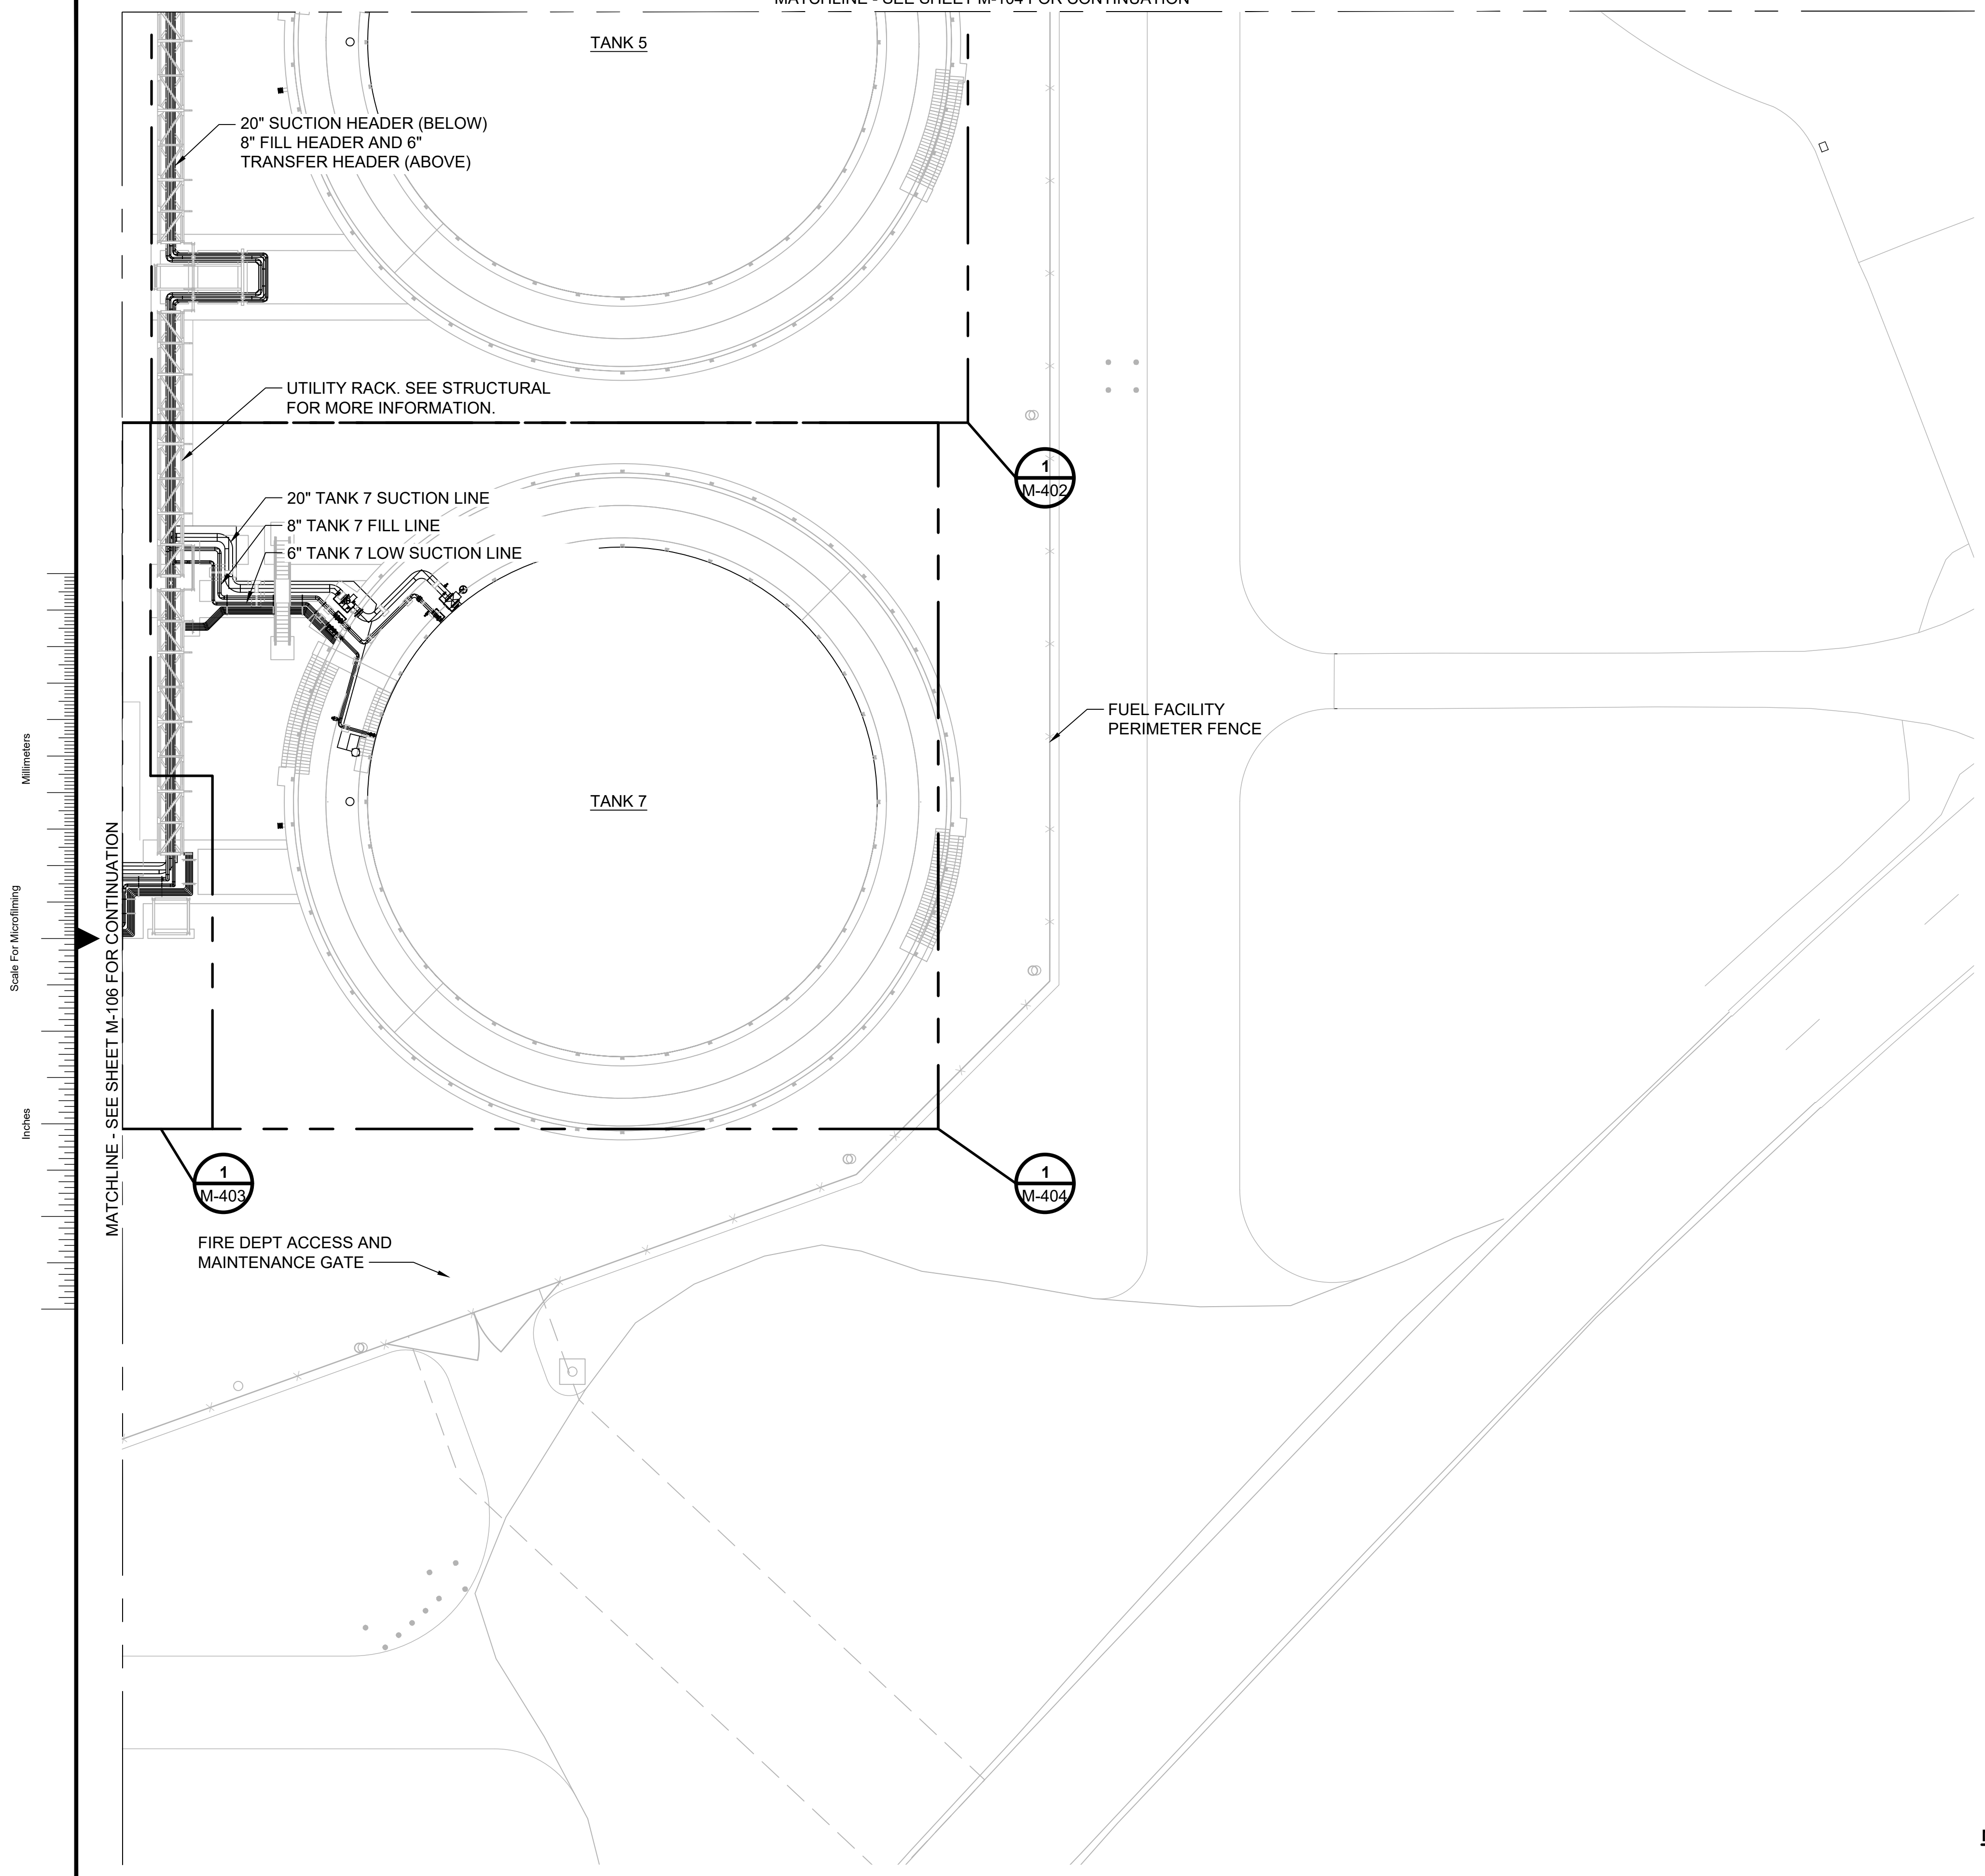 MATCHLINE - SEE SHEET M-104 FOR CONTINUATION
TANK 5
20" SUCTION HEADER (BELOW)
8" FILL HEADER AND 6"
TRANSFER HEADER (ABOVE)
UTILITY RACK. SEE STRUCTURAL
FOR MORE INFORMATION.
1
M-402
20" TANK 7 SUCTION LINE
8" TANK 7 FILL LINE
6" TANK 7 LOW SUCTION LINE
FUEL FACILITY
PERIMETER FENCE
TANK 7
Millimeters
Scale For Microfilming
Inches
MATCHLINE - SEE SHEET M-106 FOR CONTINUATION
1
M-403
1
M-404
FIRE DEPT ACCESS AND
MAINTENANCE GATE